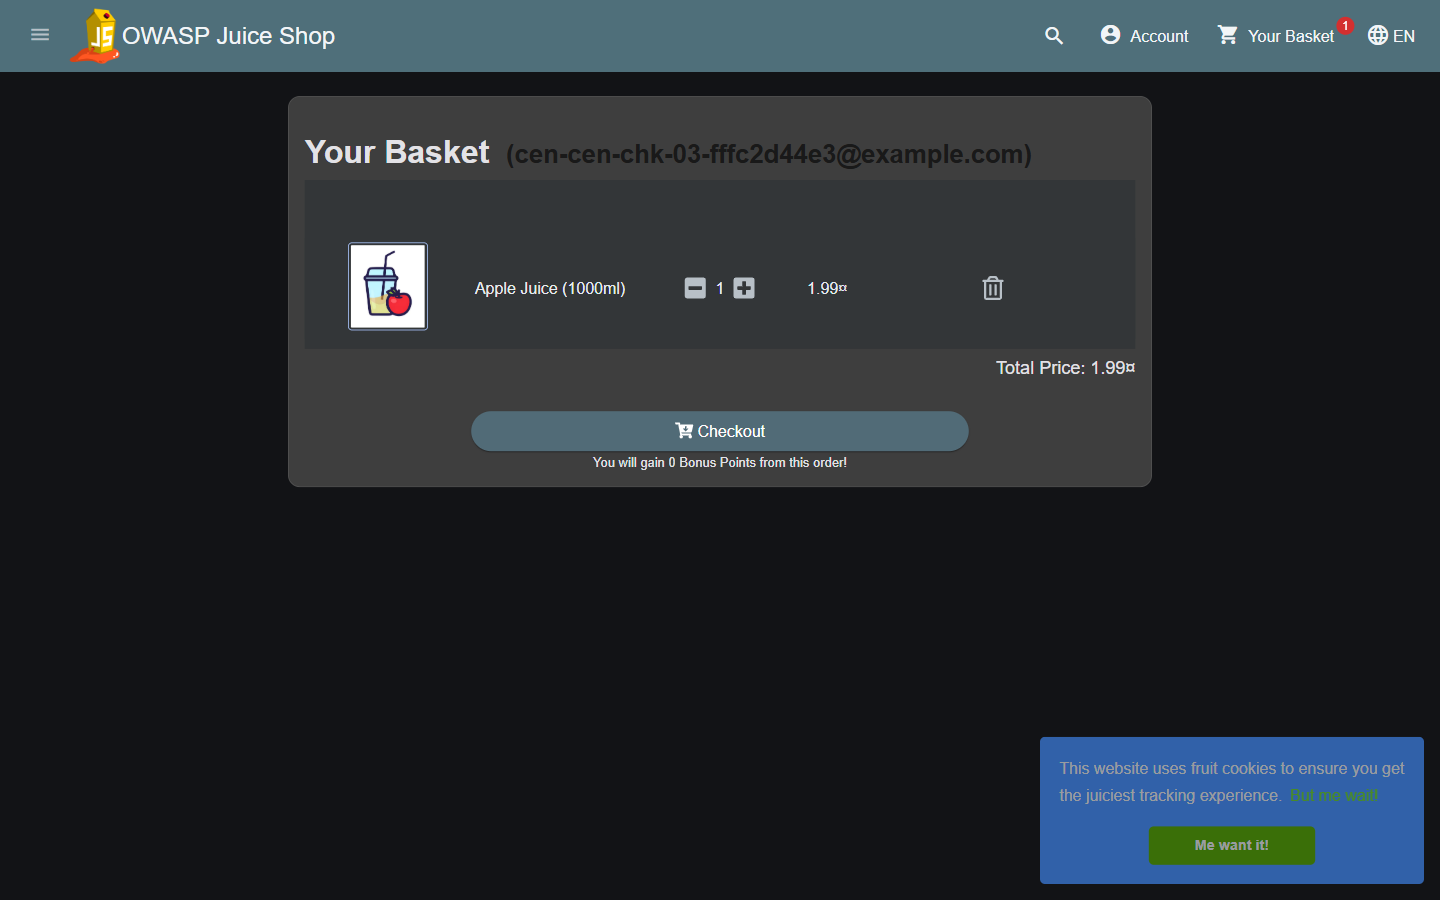 OWASP Juice Shop
Account
Your Basket
1
EN
Your Basket (cen-cen-chk-03-fffc2d44e3@example.com)
Apple Juice (1000ml)
1
1.99¤
Total Price: 1.99¤
Checkout
You will gain 0 Bonus Points from this order!
This website uses fruit cookies to ensure you get
the juiciest tracking experience. But me wait!
Me want it!